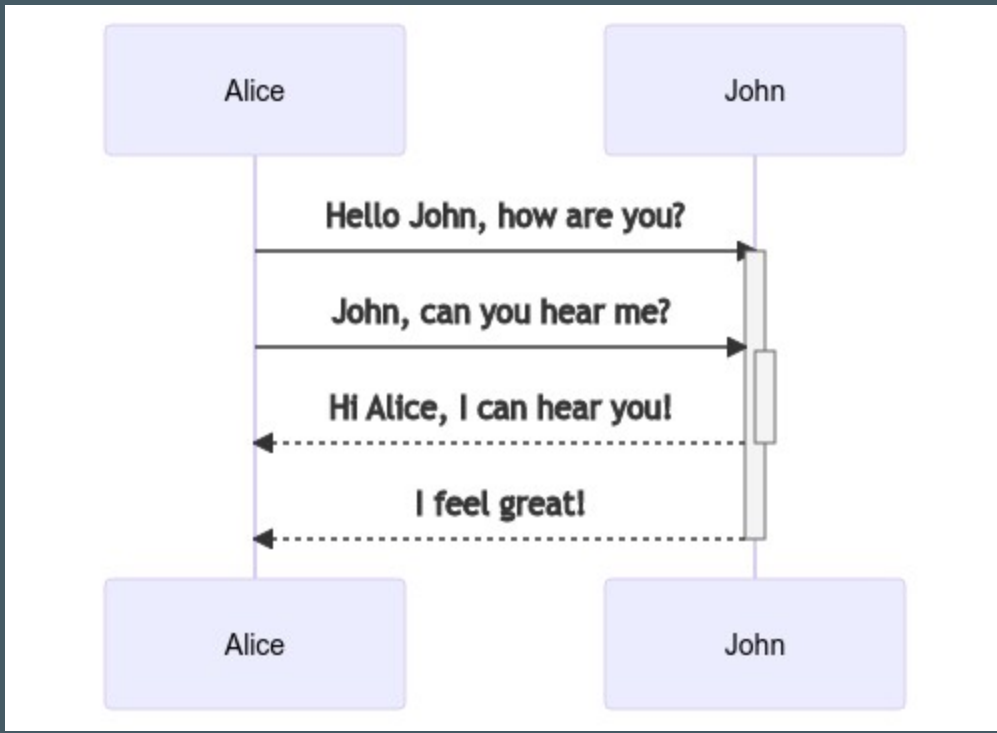 Alice
John
Hello John, how are you?
John, can you hear me?
Hi Alice, I can hear you!
I feel great!
Alice
John